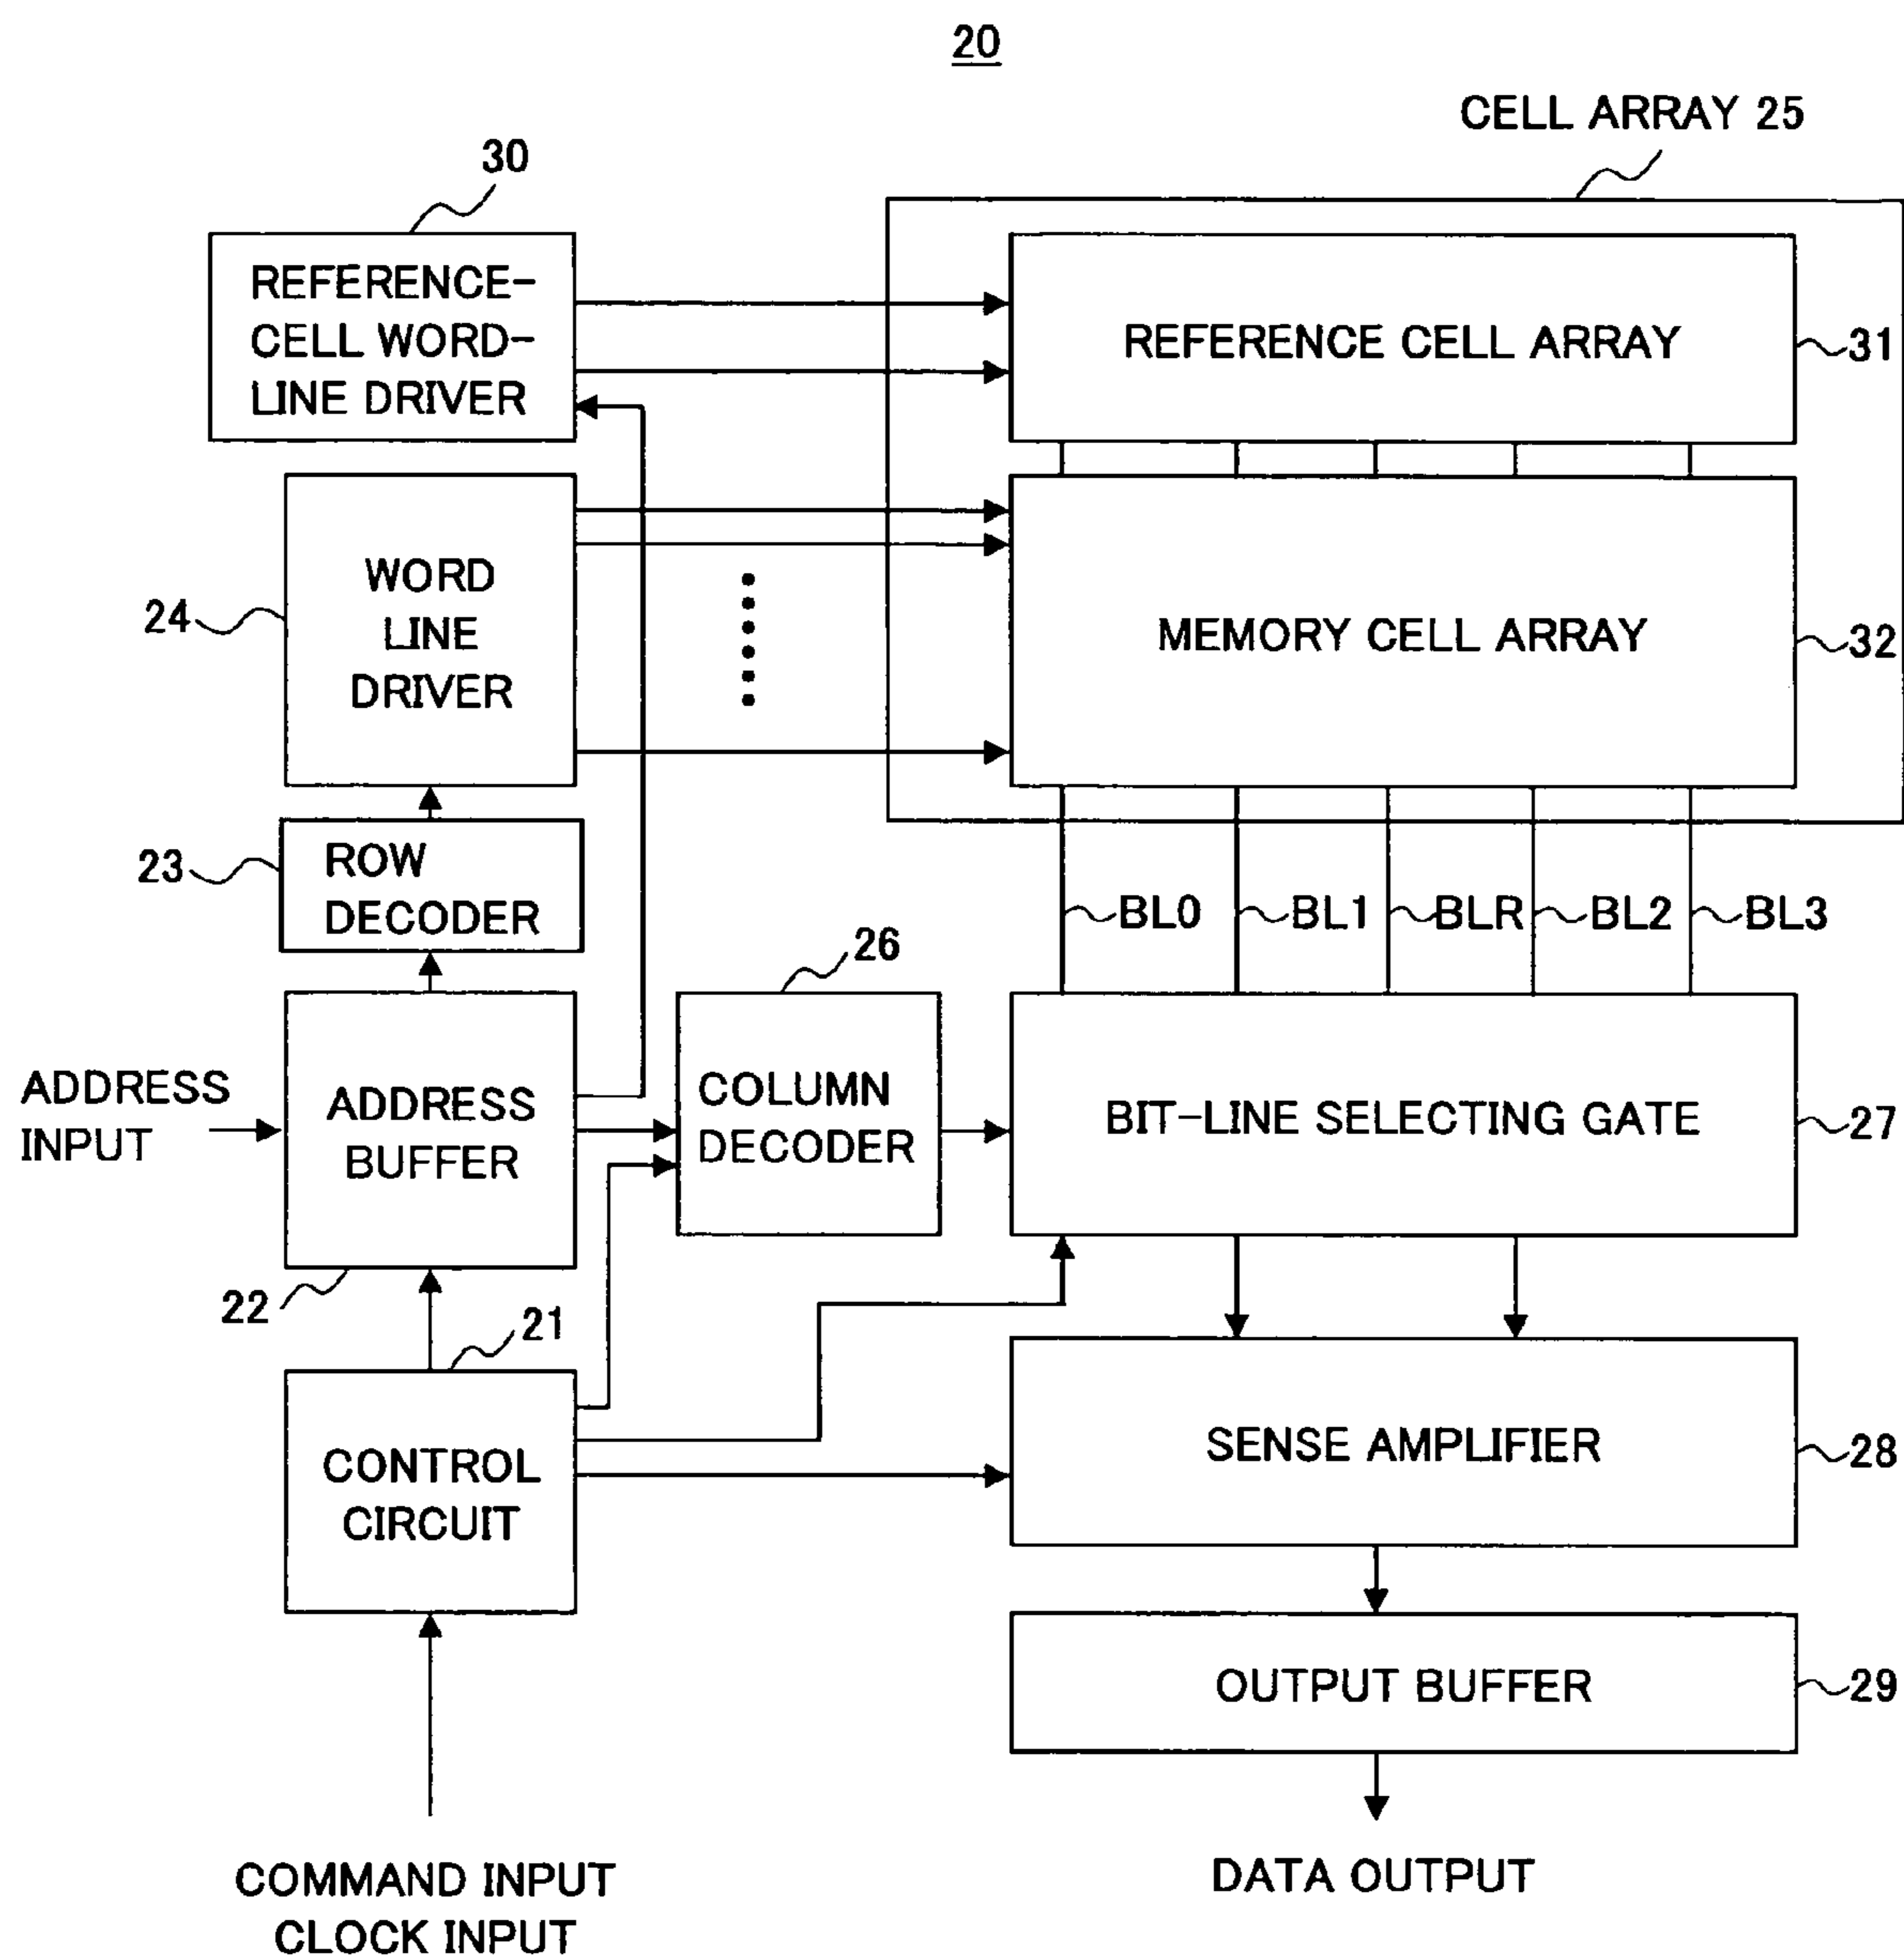 20
CELL ARRAY 25
30
REFERENCE-
CELL WORD-
LINE DRIVER
REFERENCE CELL ARRAY
31
24
WORD
LINE
DRIVER
MEMORY CELL ARRAY
32
23
ROW
DECODER
BL0
BL1
BLR
BL2
BL3
26
ADDRESS
INPUT
ADDRESS
BUFFER
COLUMN
DECODER
BIT-LINE SELECTING GATE
27
22
21
CONTROL
CIRCUIT
SENSE AMPLIFIER
28
OUTPUT BUFFER
29
COMMAND INPUT
CLOCK INPUT
DATA OUTPUT